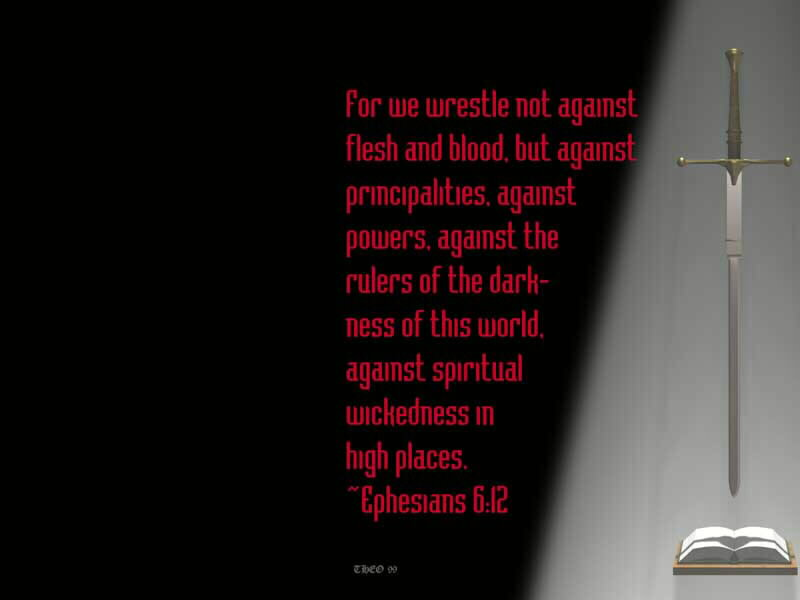 For we wrestle not against
flesh and blood, but against
principalities, against
powers, against the
rulers of the dark-
ness of this world,
against spiritual
wickedness in
high places.
~Ephesians 6:12
THEO 99